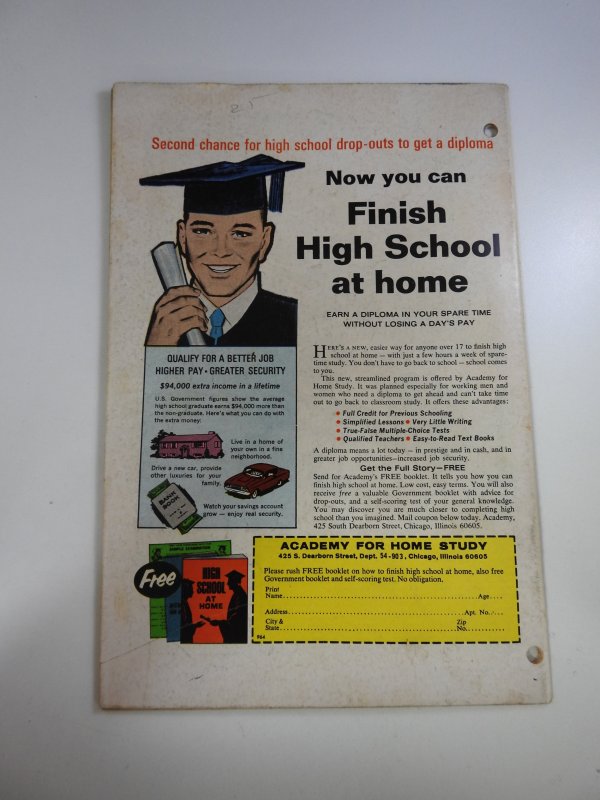 25
Second chance for high school drop-outs to get a diploma
Now you can
Finish
High School
at home
EARN A DIPLOMA IN YOUR SPARE TIME
WITHOUT LOSING A DAY'S PAY
QUALIFY FOR A BETTER JOB
HIGHER PAY • GREATER SECURITY
$94,000 extra income in a lifetime
U.S. Government figures show the average
high school graduate earns $94,000 more than
the non-graduate. Here's what you can do with
the extra money:
Live in a home of
your own in a fine
neighborhood.
Drive a new car, provide
other luxuries for your
family.
BANK
BOOK
Watch your savings account
grow — enjoy real security.
HERE'S A NEW, easier way for anyone over 17 to finish high
school at home — with just a few hours a week of spare-
time study. You don't have to go back to school — school comes
to you.
This new, streamlined program is offered by Academy for
Home Study. It was planned especially for working men and
women who need a diploma to get ahead and can't take time
out to go back to classroom study. It offers these advantages:
• Full Credit for Previous Schooling
• Simplified Lessons • Very Little Writing
• True-False Multiple-Choice Tests
• Qualified Teachers • Easy-to-Read Text Books
A diploma means a lot today — in prestige and in cash, and in
greater job opportunities—increased job security.
Get the Full Story—FREE
Send for Academy's FREE booklet. It tells you how you can
finish high school at home. Low cost, easy terms. You will also
receive free a valuable Government booklet with advice for
drop-outs, and a self-scoring test of your general knowledge.
You may discover you are much closer to completing high
school than you imagined. Mail coupon below today. Academy,
425 South Dearborn Street, Chicago, Illinois 60605.
Free
SAMPLE EXAMINATION
HIGH
SCHOOL
AT
HOME
ACADEMY FOR HOME STUDY
425 S. Dearborn Street, Dept. 54-903, Chicago, Illinois 60605
Please rush FREE booklet on how to finish high school at home, also free
Government booklet and self-scoring test. No obligation.
Print
Name Age
Address Apt. No.
City & Zip
State No.
964